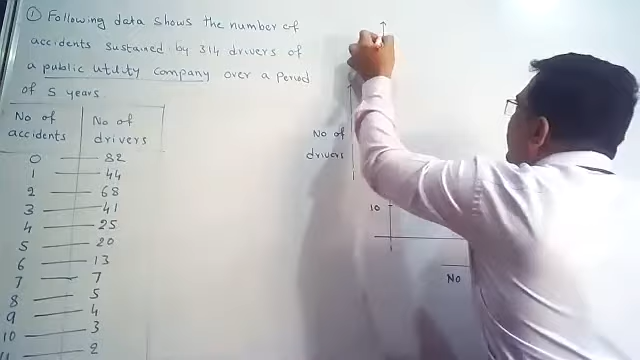 ① Following data shows the number of
accidents sustained by 314 drivers of
a public utility company over a period
of 5 years.
No of accidents | No of drivers
0 — 82
1 — 44
2 — 68
3 — 41
4 — 25
5 — 20
6 — 13
7 — 7
8 — 5
9 — 4
10 — 3
11 — 2
No of
drivers
10
No